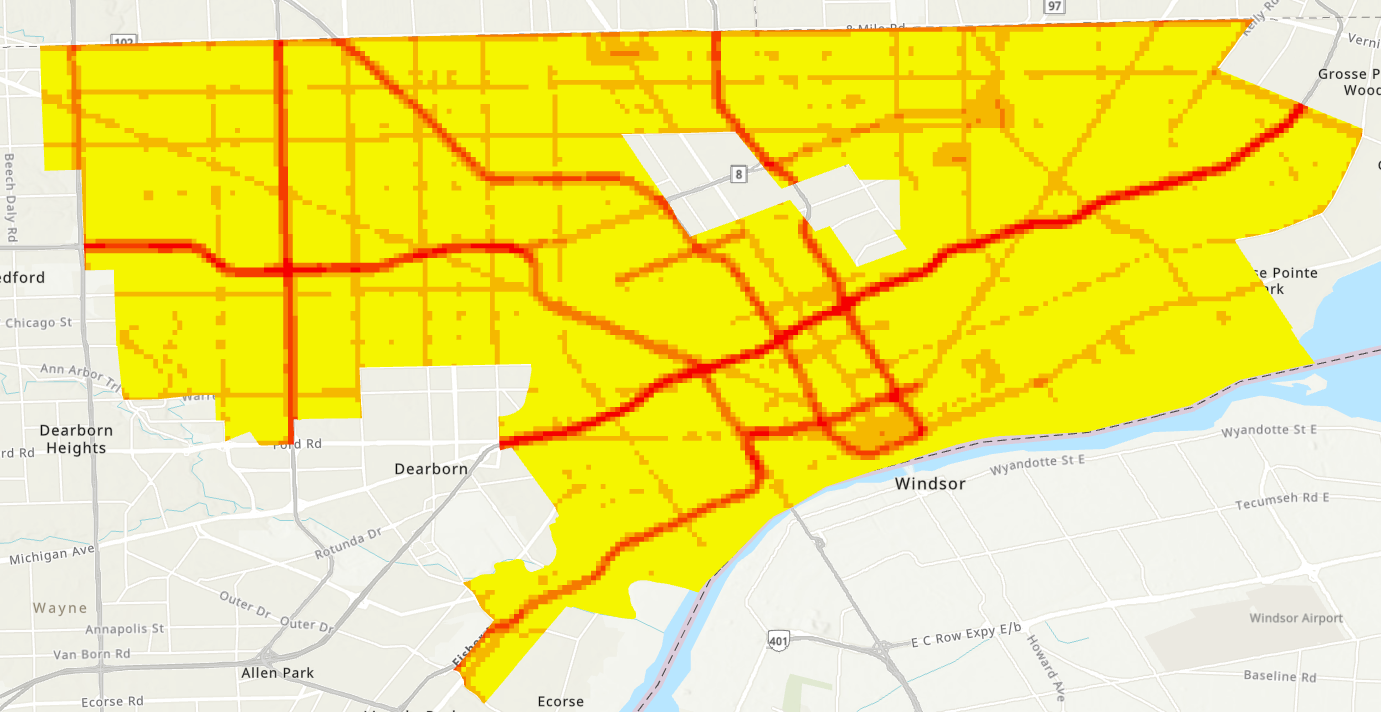 97
8 Mile Rd
102
Kelly Rd
Verni
Grosse P
Wood
8
Beech Daly Rd
edford
se Pointe
ark
Chicago St
Ann Arbor Trl
Warre
Dearborn
Heights
ord Rd
Ford Rd
Dearborn
Wyandotte St E
Wyandotte St E
Windsor
Tecumseh Rd E
Michigan Ave
Rotunda Dr
Wayne
Outer Dr
Outer Dr
Annapolis St
Van Born Rd
Allen Park
Ecorse Rd
Ecorse
401
E C Row Expy E/b
Howard Ave
Windsor Airport
Baseline Rd